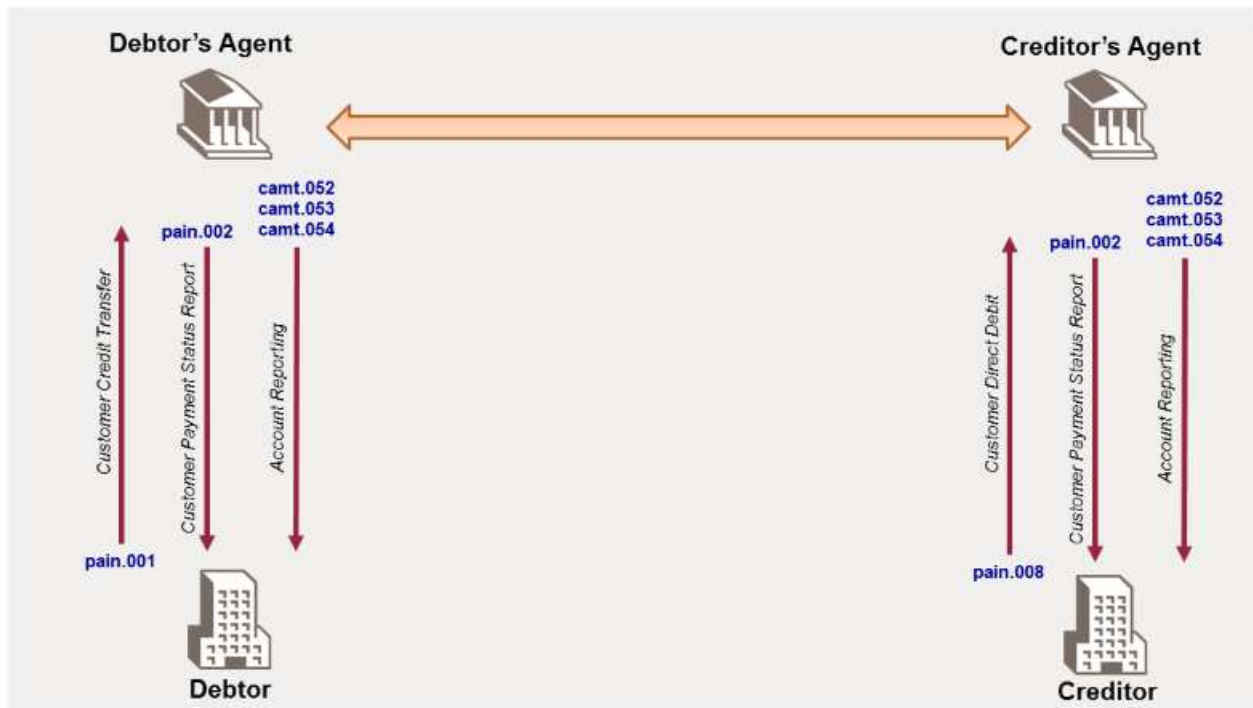 Debtor's Agent
Creditor's Agent
camt.052
camt.053
camt.054
pain.002
Customer Credit Transfer
Customer Payment Status Report
Account Reporting
pain.001
Debtor
camt.052
camt.053
camt.054
pain.002
Customer Direct Debit
Customer Payment Status Report
Account Reporting
pain.008
Creditor